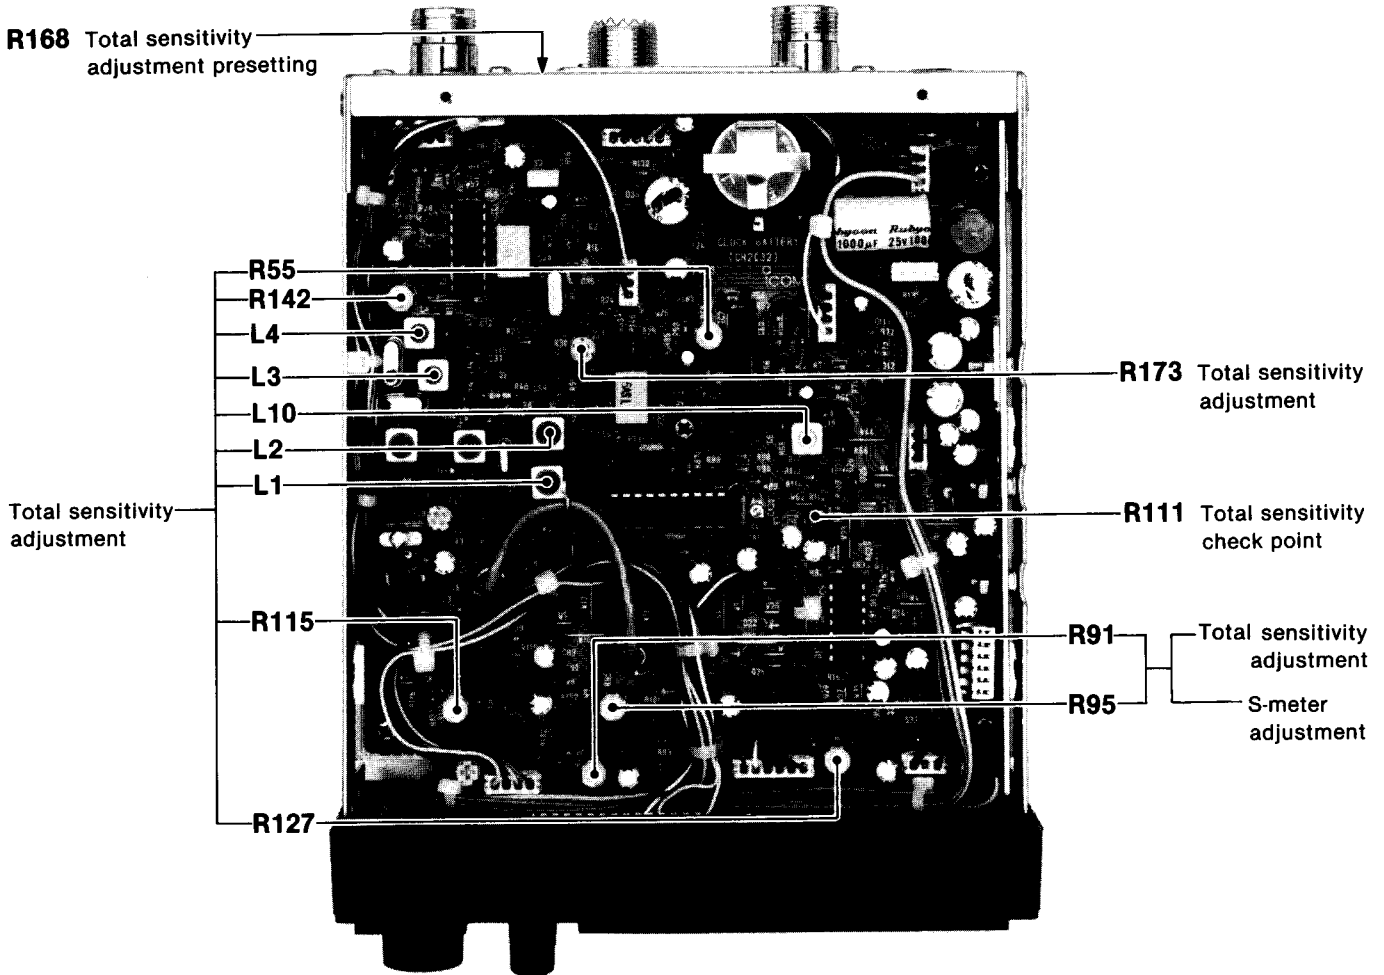 R168 Total sensitivity
adjustment presetting
R55
R142
L4
L3
L10
L2
L1
Total sensitivity
adjustment
R115
R127
CLOCK BATTERY
ICOM
1000µF 25V
R173 Total sensitivity
adjustment
R111 Total sensitivity
check point
R91
R95
Total sensitivity
adjustment
S-meter
adjustment